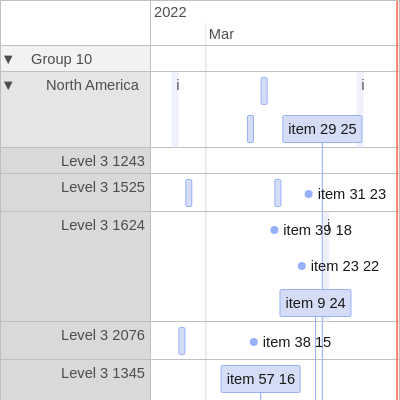 2022
Mar
▼ Group 10
▼ North America
i
i
item 29 25
Level 3 1243
Level 3 1525
item 31 23
Level 3 1624
i
item 39 18
item 23 22
item 9 24
Level 3 2076
item 38 15
Level 3 1345
item 57 16